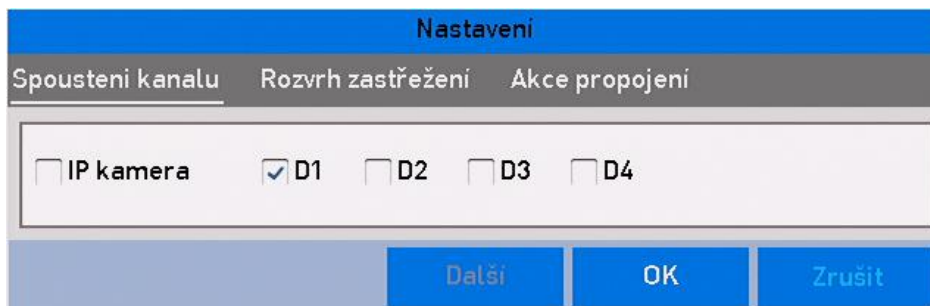 Nastavení
Spousteni kanalu Rozvrh zastřežení Akce propojení
IP kamera D1 D2 D3 D4
Další OK Zrušit